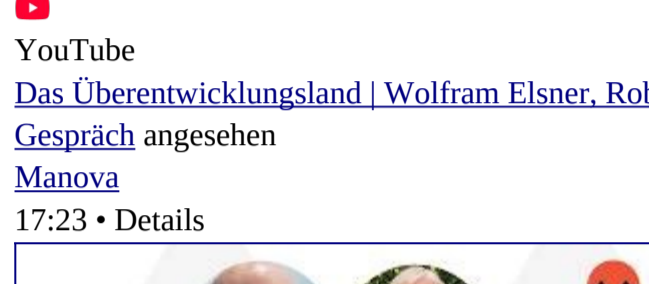 YouTube
Das Überentwicklungsland | Wolfram Elsner, Rob
Gespräch angesehen
Manova
17:23 • Details